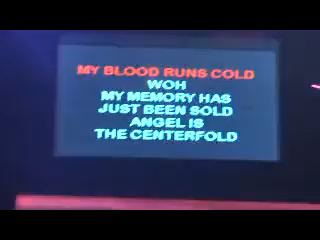 MY BLOOD RUNS COLD
WOH
MY MEMORY HAS
JUST BEEN SOLD
ANGEL IS
THE CENTERFOLD